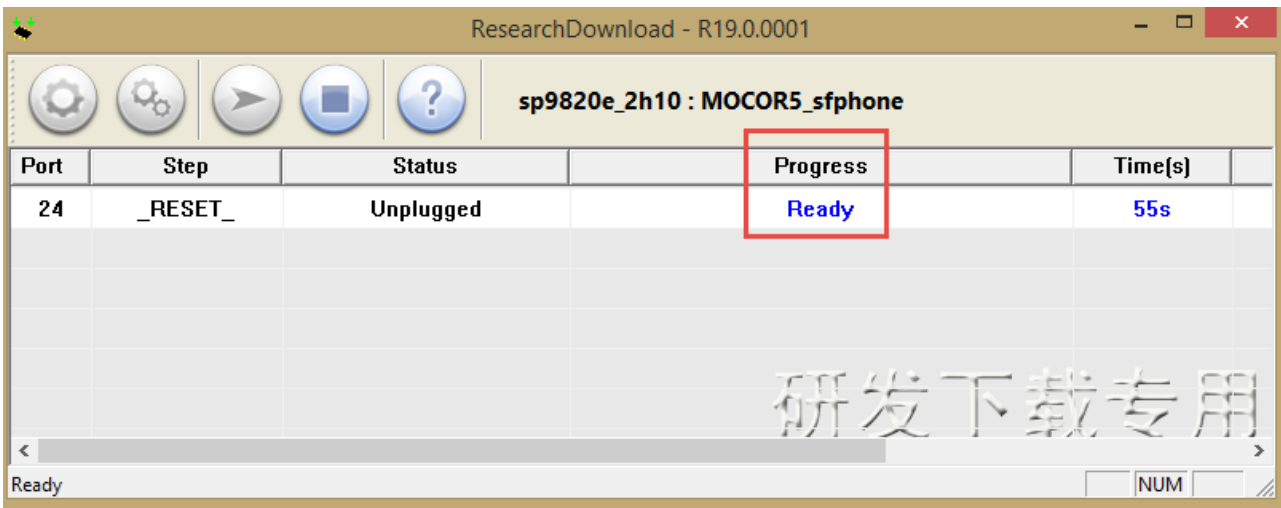 ResearchDownload - R19.0.0001
sp9820e_2h10 : MOCOR5_sfphone
Port Step Status Progress Time(s)
24 _RESET_ Unplugged Ready 55s
研发下载专用
Ready NUM